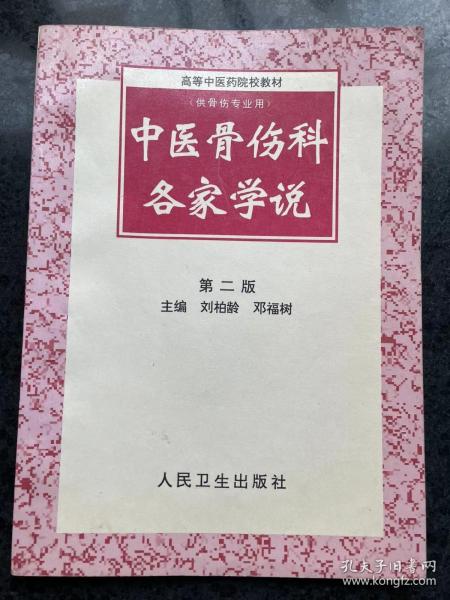 高等中医药院校教材
(供骨伤专业用)
中医骨伤科
各家学说
第二版
主编 刘柏龄 邓福树
人民卫生出版社
孔夫子旧书网
www.kongfz.com